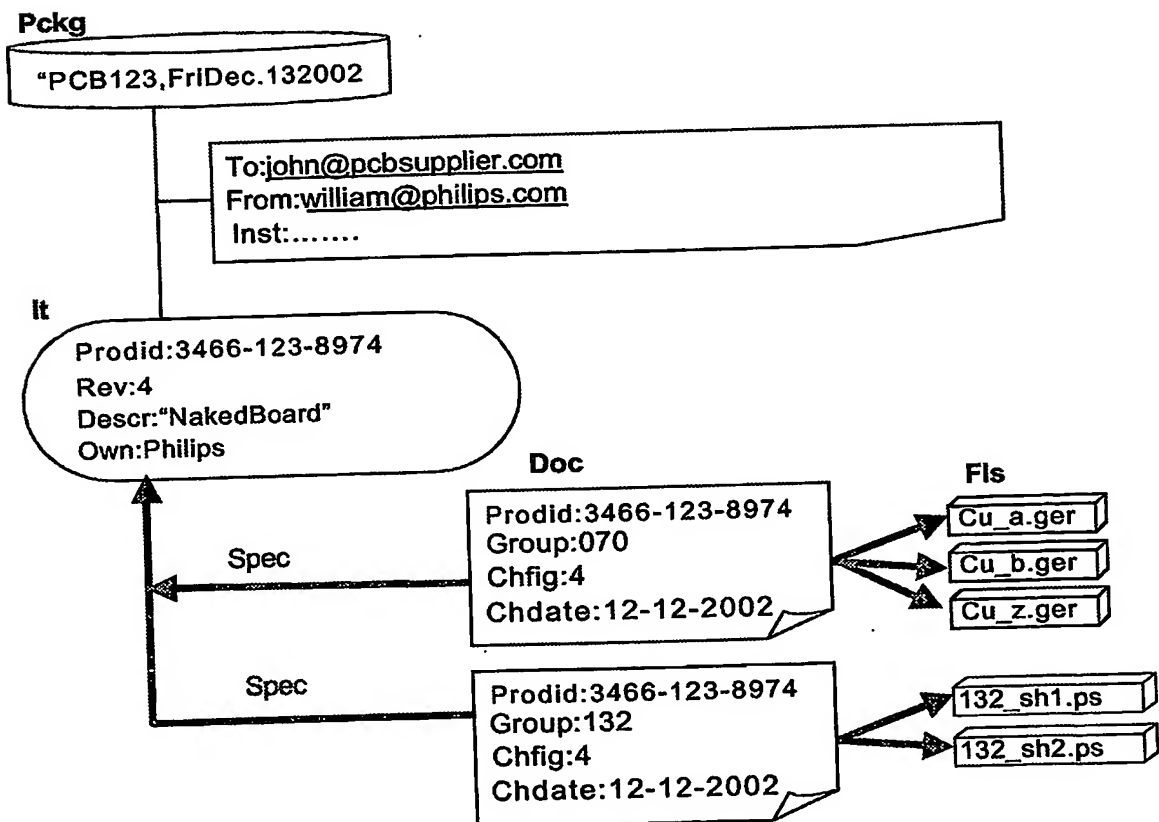 Pckg
“PCB123,FriDec.132002
To:john@pcbsupplier.com
From:william@philips.com
Inst:.......
It
Prodid:3466-123-8974
Rev:4
Descr:“NakedBoard”
Own:Philips
Doc
Fls
Prodid:3466-123-8974
Group:070
Chfig:4
Chdate:12-12-2002
Cu_a.ger
Cu_b.ger
Cu_z.ger
Spec
Spec
Prodid:3466-123-8974
Group:132
Chfig:4
Chdate:12-12-2002
132_sh1.ps
132_sh2.ps